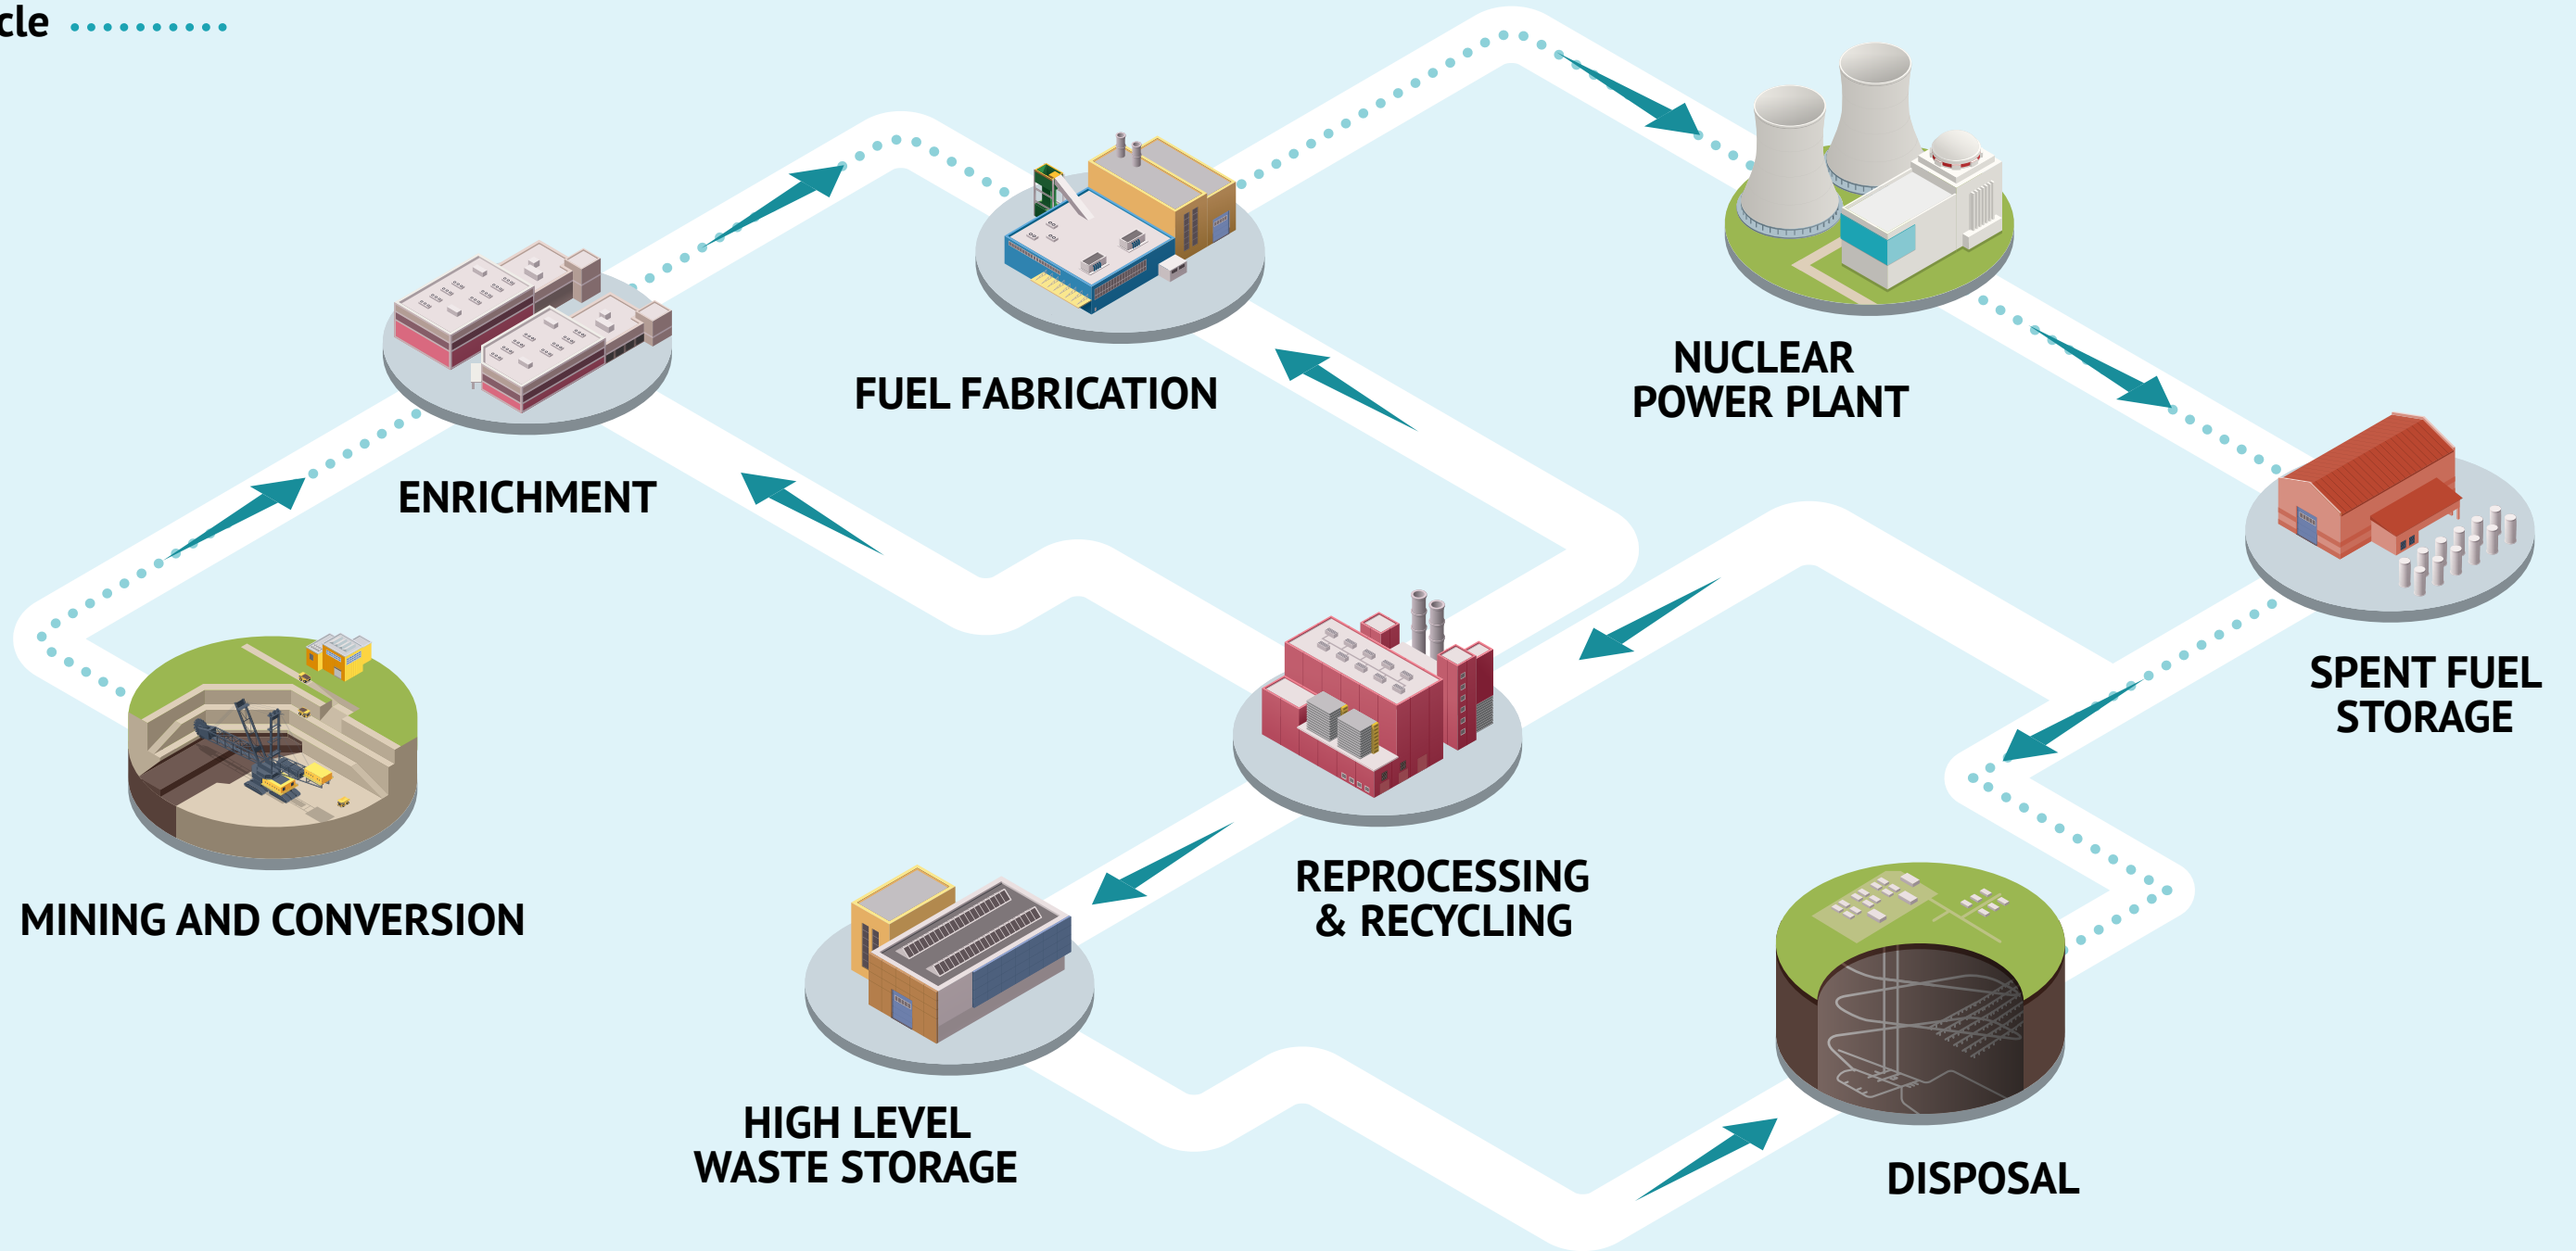 cle
FUEL FABRICATION
NUCLEAR
POWER PLANT
ENRICHMENT
SPENT FUEL
STORAGE
MINING AND CONVERSION
REPROCESSING
& RECYCLING
HIGH LEVEL
WASTE STORAGE
DISPOSAL